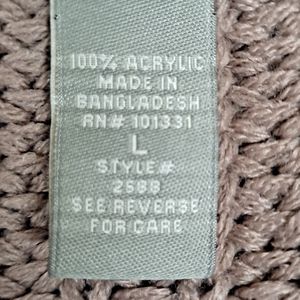 100% ACRYLIC
MADE IN
BANGLADESH
RN# 101331
L
STYLE#
2588
SEE REVERSE
FOR CARE